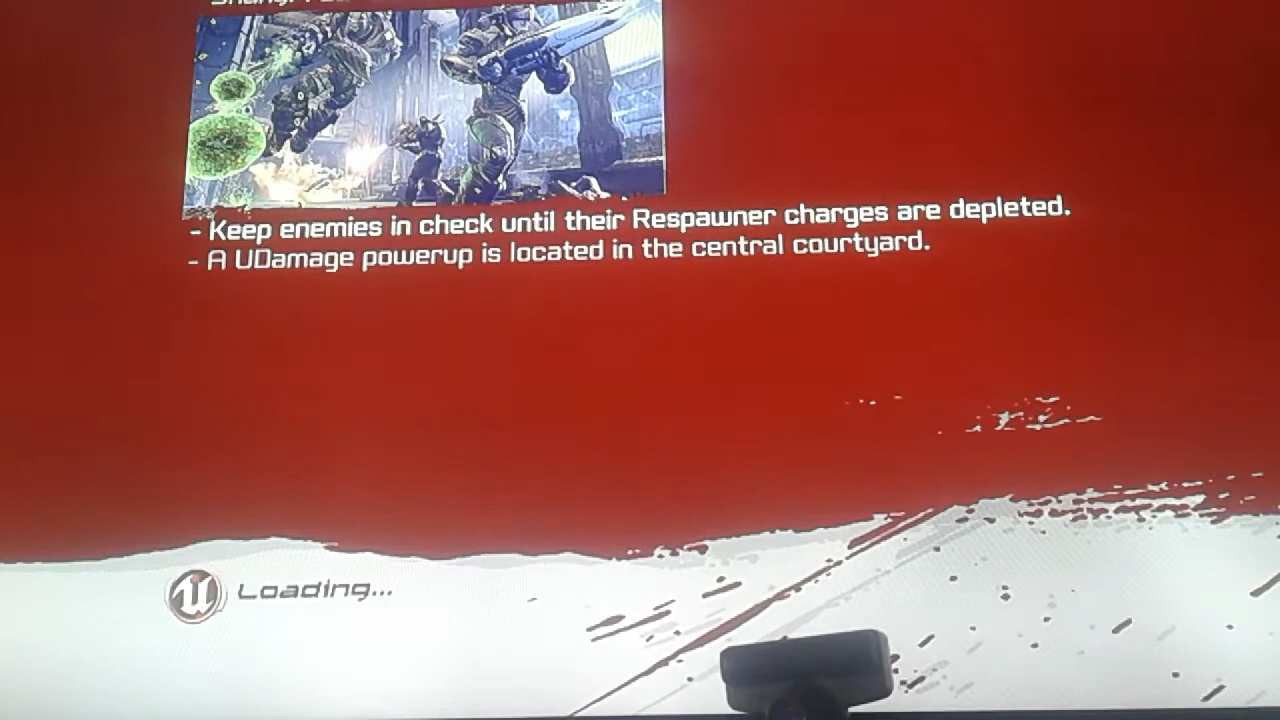 - Keep enemies in check until their Respawner charges are depleted.
- A UDamage powerup is located in the central courtyard.
Loading...